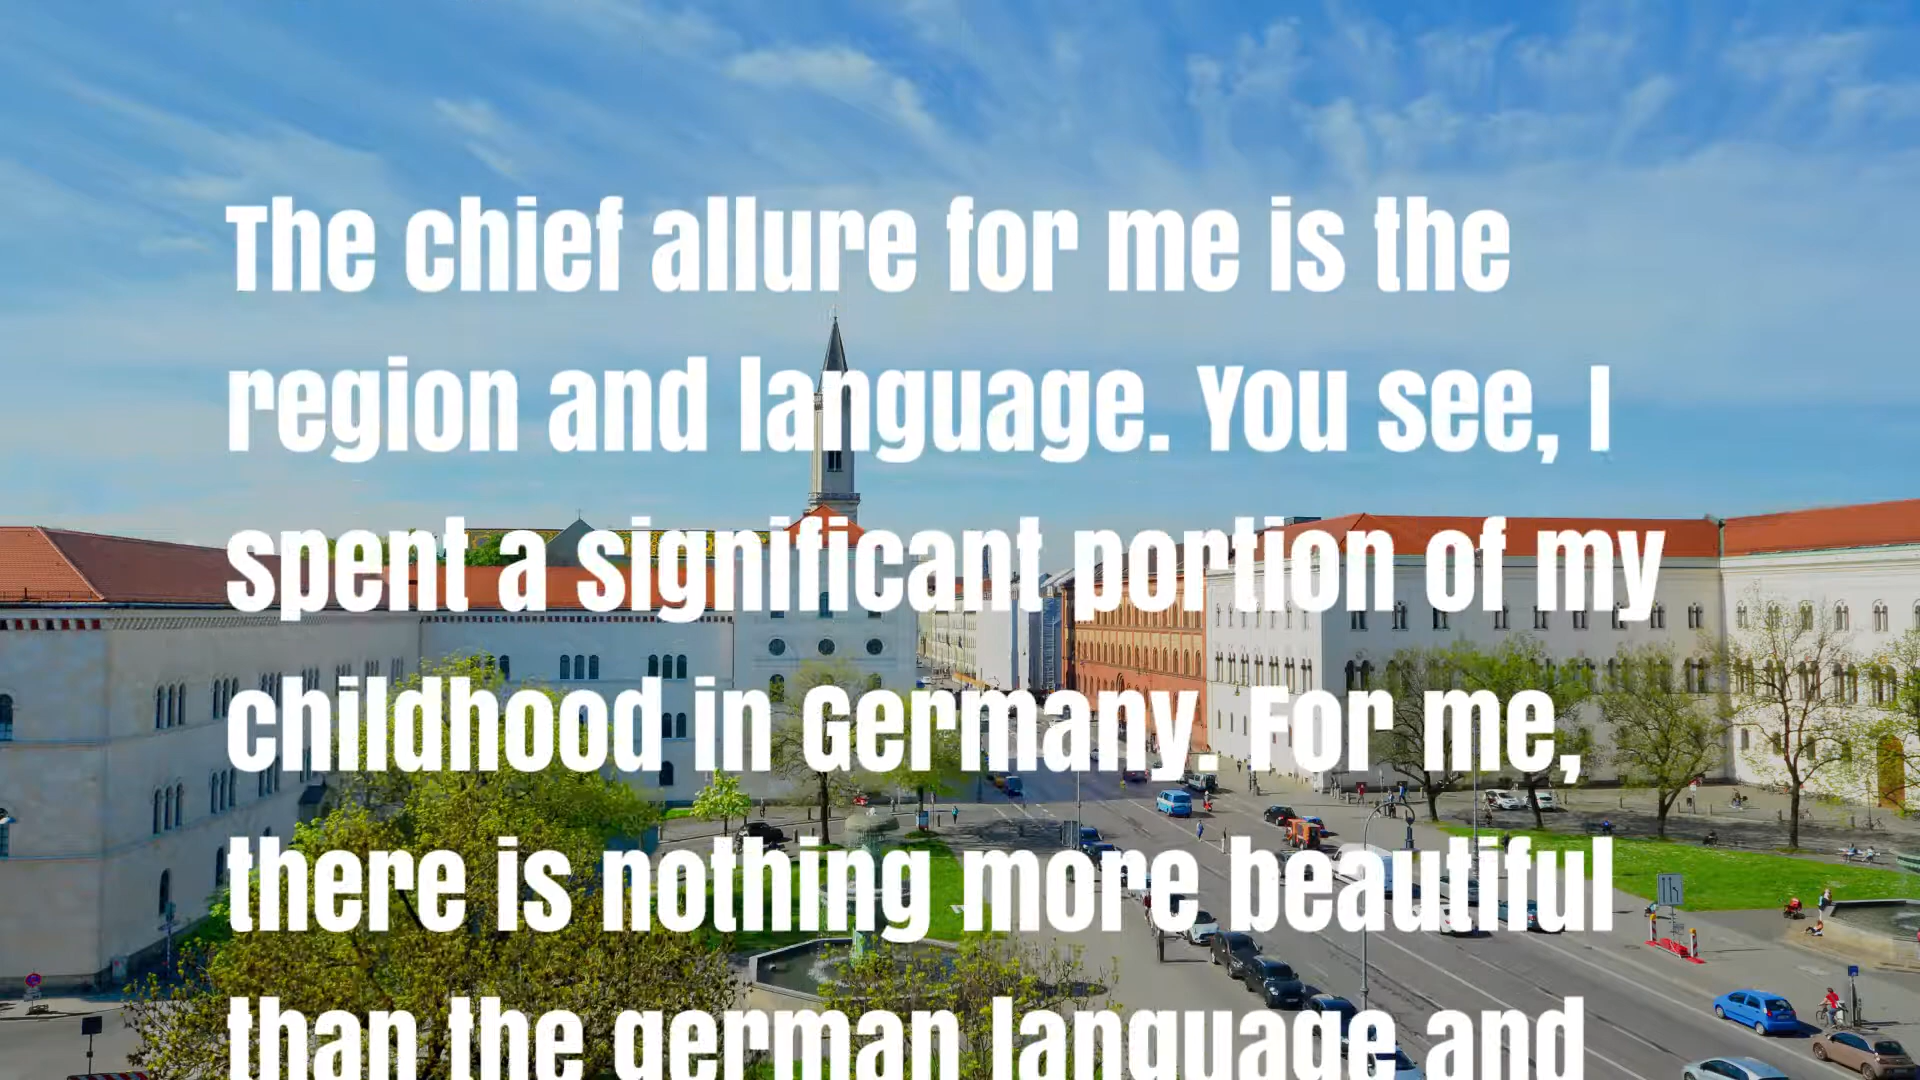 The chief allure for me is the
region and language. You see, I
spent a significant portion of my
childhood in Germany. For me,
there is nothing more beautiful
than the german language and